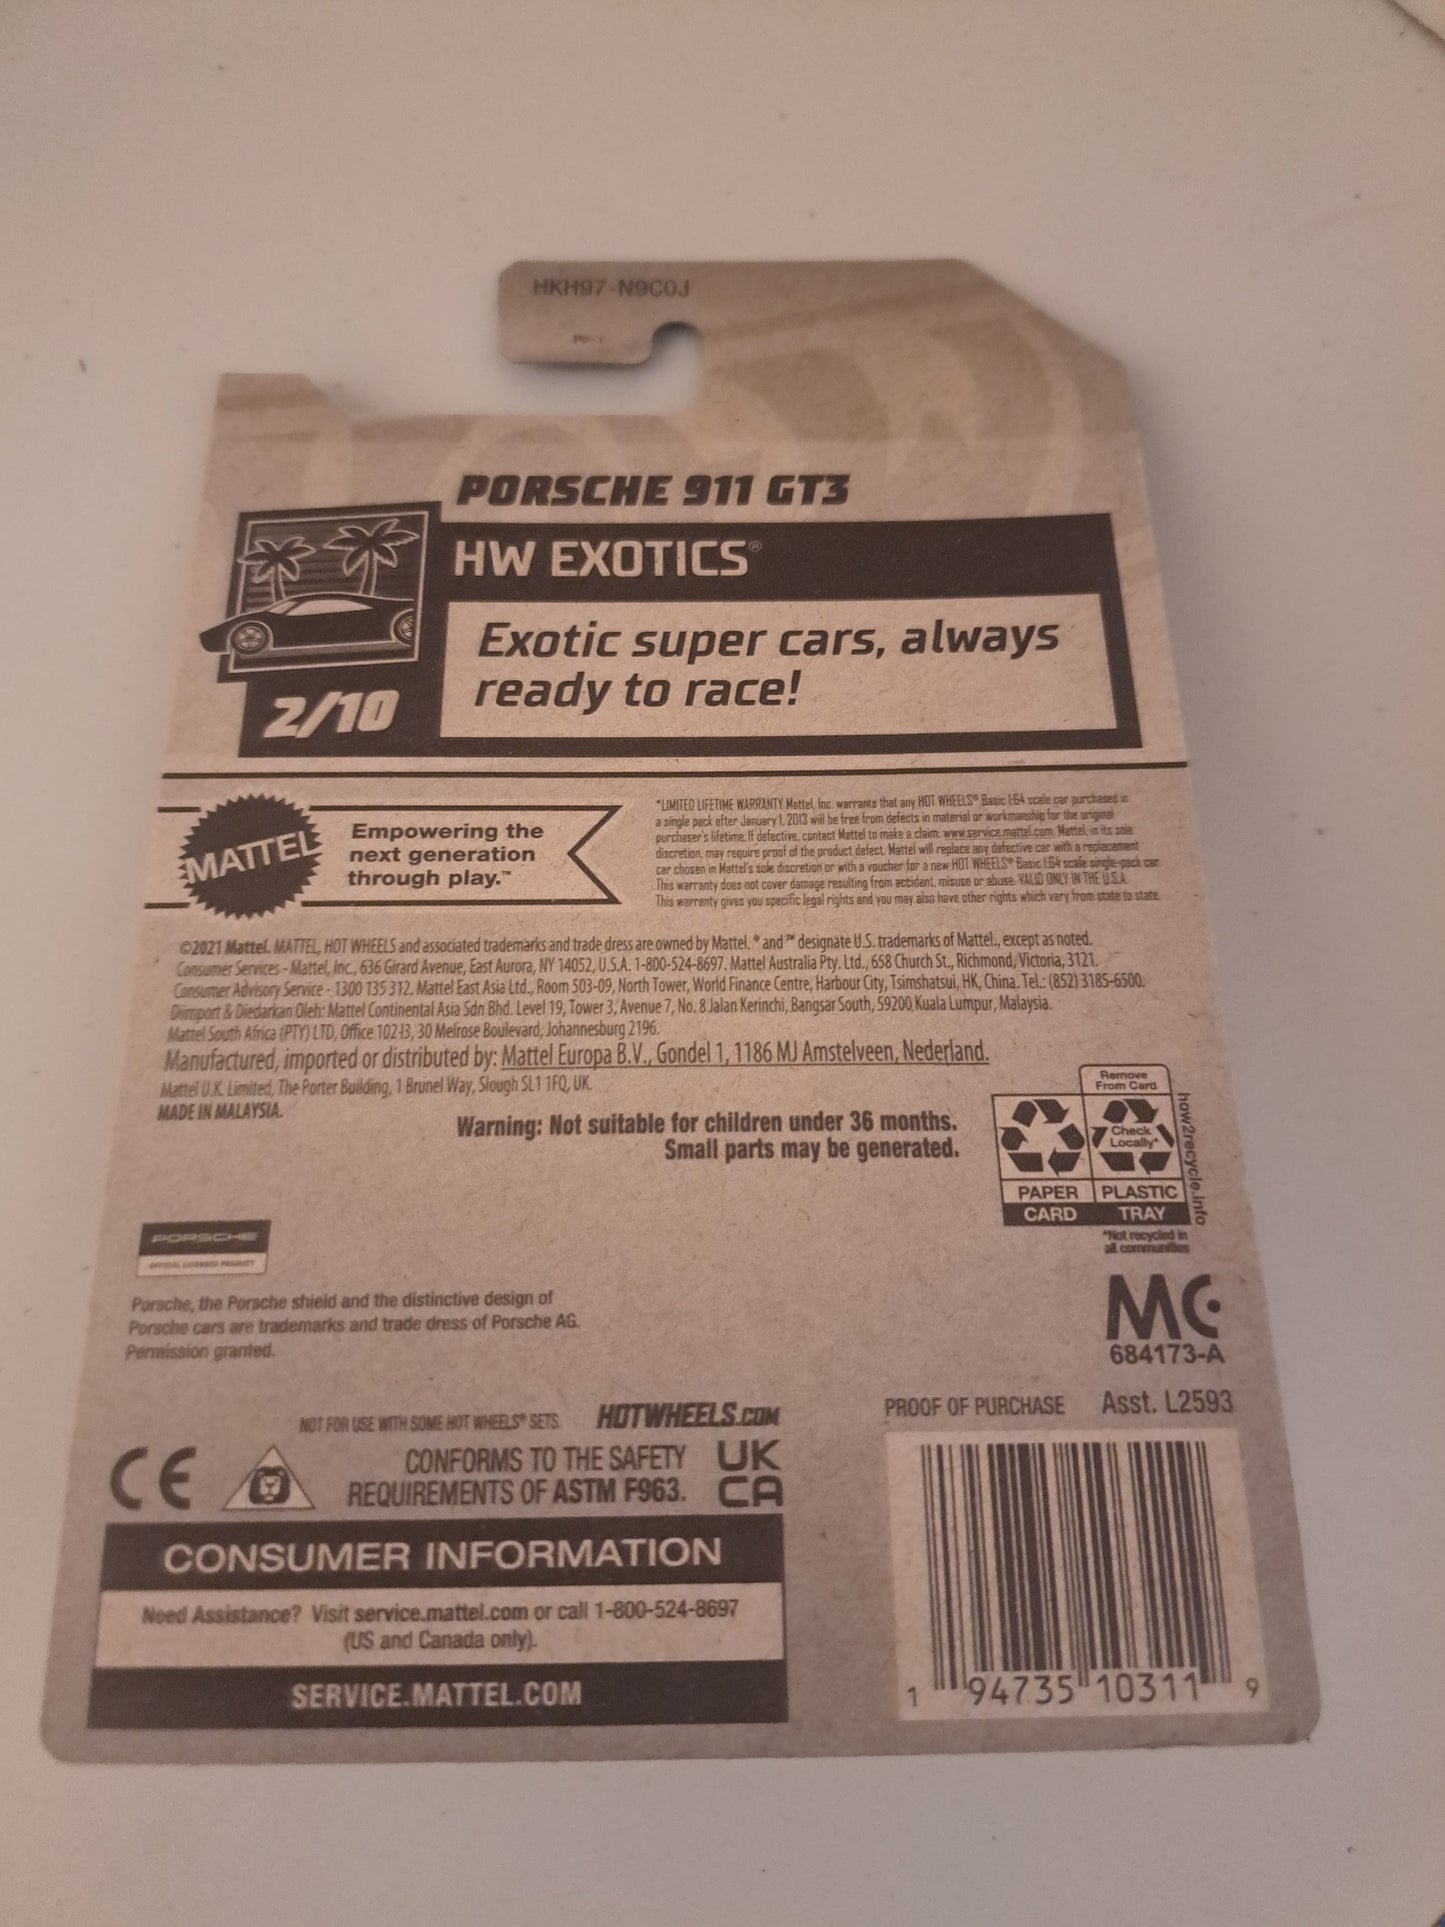 HKH97-N9C0J
PORSCHE 911 GT3
HW EXOTICS®
Exotic super cars, always
ready to race!
2/10
MATTEL
Empowering the
next generation
through play.™
*LIMITED LIFETIME WARRANTY Mattel, Inc. warrants that any HOT WHEELS® Basic 1:64 scale car purchased in
a single pack after January 1, 2013 will be free from defects in material or workmanship for the original
purchaser's lifetime. If defective, contact Mattel to make a claim: www.service.mattel.com. Mattel, in its sole
discretion, may require proof of the product defect. Mattel will replace any defective car with a replacement
car chosen in Mattel's sole discretion or with a voucher for a new HOT WHEELS® Basic 1:64 scale single-pack car.
This warranty does not cover damage resulting from accident, misuse or abuse. VALID ONLY IN THE U.S.A.
This warranty gives you specific legal rights and you may also have other rights which vary from state to state.
©2021 Mattel. MATTEL, HOT WHEELS and associated trademarks and trade dress are owned by Mattel. ® and ™ designate U.S. trademarks of Mattel., except as noted.
Consumer Services - Mattel, Inc., 636 Girard Avenue, East Aurora, NY 14052, U.S.A. 1-800-524-8697. Mattel Australia Pty. Ltd., 658 Church St., Richmond, Victoria, 3121.
Consumer Advisory Service - 1300 135 312. Mattel East Asia Ltd., Room 503-09, North Tower, World Finance Centre, Harbour City, Tsimshatsui, HK, China. Tel.: (852) 3185-6500.
Diimport & Diedarkan Oleh: Mattel Continental Asia Sdn Bhd. Level 19, Tower 3, Avenue 7, No. 8 Jalan Kerinchi, Bangsar South, 59200 Kuala Lumpur, Malaysia.
Mattel South Africa (PTY) LTD, Office 102-I3, 30 Melrose Boulevard, Johannesburg 2196.
Manufactured, imported or distributed by: Mattel Europa B.V., Gondel 1, 1186 MJ Amstelveen, Nederland.
Mattel U.K. Limited, The Porter Building, 1 Brunel Way, Slough SL1 1FQ, UK.
MADE IN MALAYSIA.
Warning: Not suitable for children under 36 months.
Small parts may be generated.
Remove
From Card
Check
Locally*
PAPER PLASTIC
CARD TRAY
how2recycle.info
*Not recycled in
all communities
PORSCHE
OFFICIAL LICENSED PRODUCT
Porsche, the Porsche shield and the distinctive design of
Porsche cars are trademarks and trade dress of Porsche AG.
Permission granted.
MC
684173-A
PROOF OF PURCHASE Asst. L2593
NOT FOR USE WITH SOME HOT WHEELS® SETS. HOTWHEELS.COM
CE
CONFORMS TO THE SAFETY
REQUIREMENTS OF ASTM F963.
UK
CA
CONSUMER INFORMATION
Need Assistance? Visit service.mattel.com or call 1-800-524-8697
(US and Canada only).
SERVICE.MATTEL.COM
1 94735 10311 9